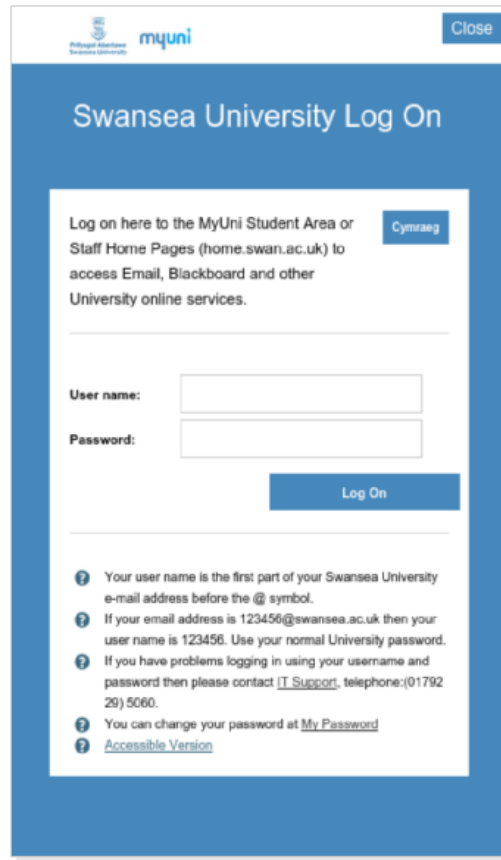 Prifysgol Abertawe
Swansea University
myuni
Close
Swansea University Log On
Log on here to the MyUni Student Area or
Staff Home Pages (home.swan.ac.uk) to
access Email, Blackboard and other
University online services.
Cymraeg
User name:
Password:
Log On
Your user name is the first part of your Swansea University
e-mail address before the @ symbol.
If your email address is 123456@swansea.ac.uk then your
user name is 123456. Use your normal University password.
If you have problems logging in using your username and
password then please contact IT Support, telephone:(01792
29) 5060.
You can change your password at My Password
Accessible Version